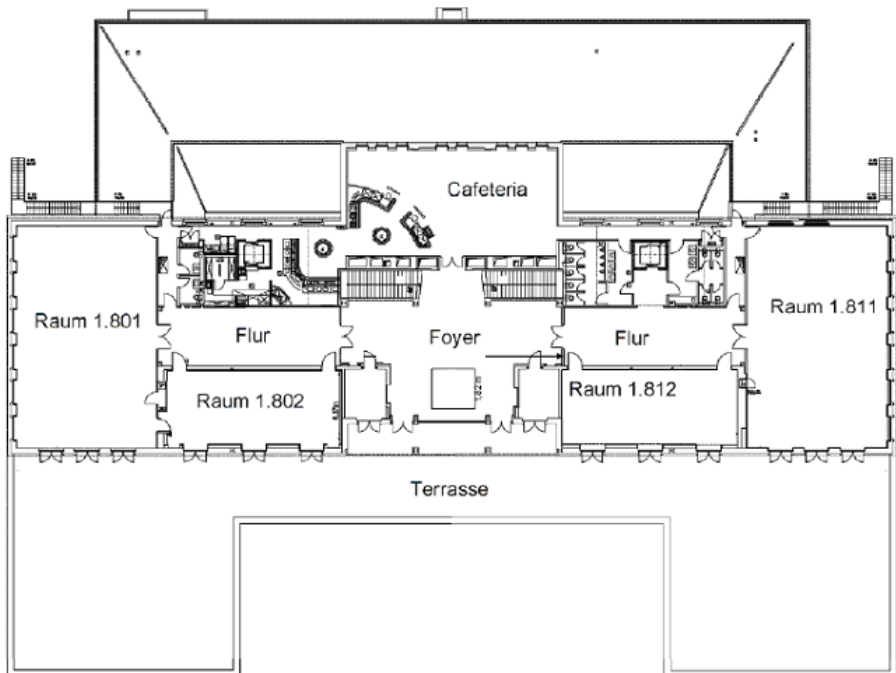 Cafeteria
Raum 1.801
Flur
Foyer
Flur
Raum 1.811
Raum 1.802
Raum 1.812
Terrasse